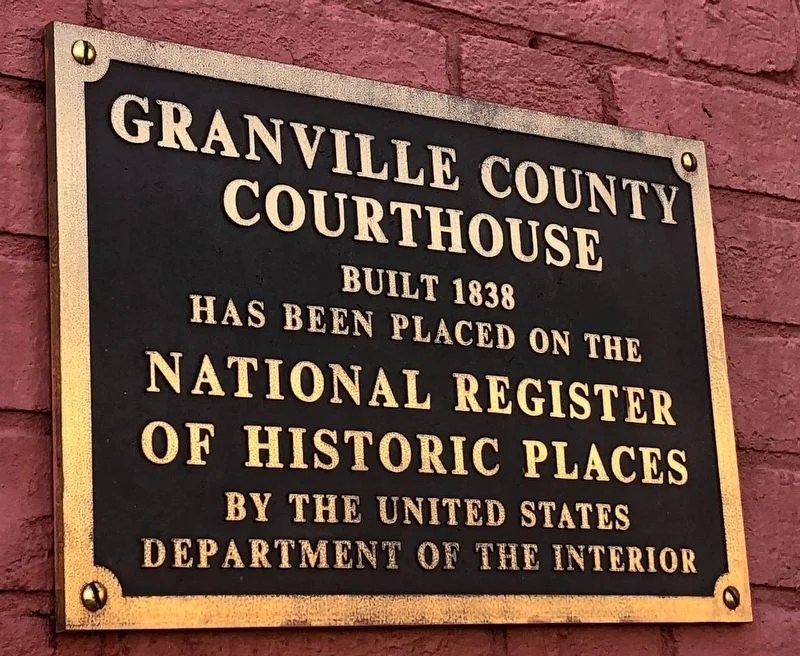 GRANVILLE COUNTY
COURTHOUSE
BUILT 1838
HAS BEEN PLACED ON THE
NATIONAL REGISTER
OF HISTORIC PLACES
BY THE UNITED STATES
DEPARTMENT OF THE INTERIOR